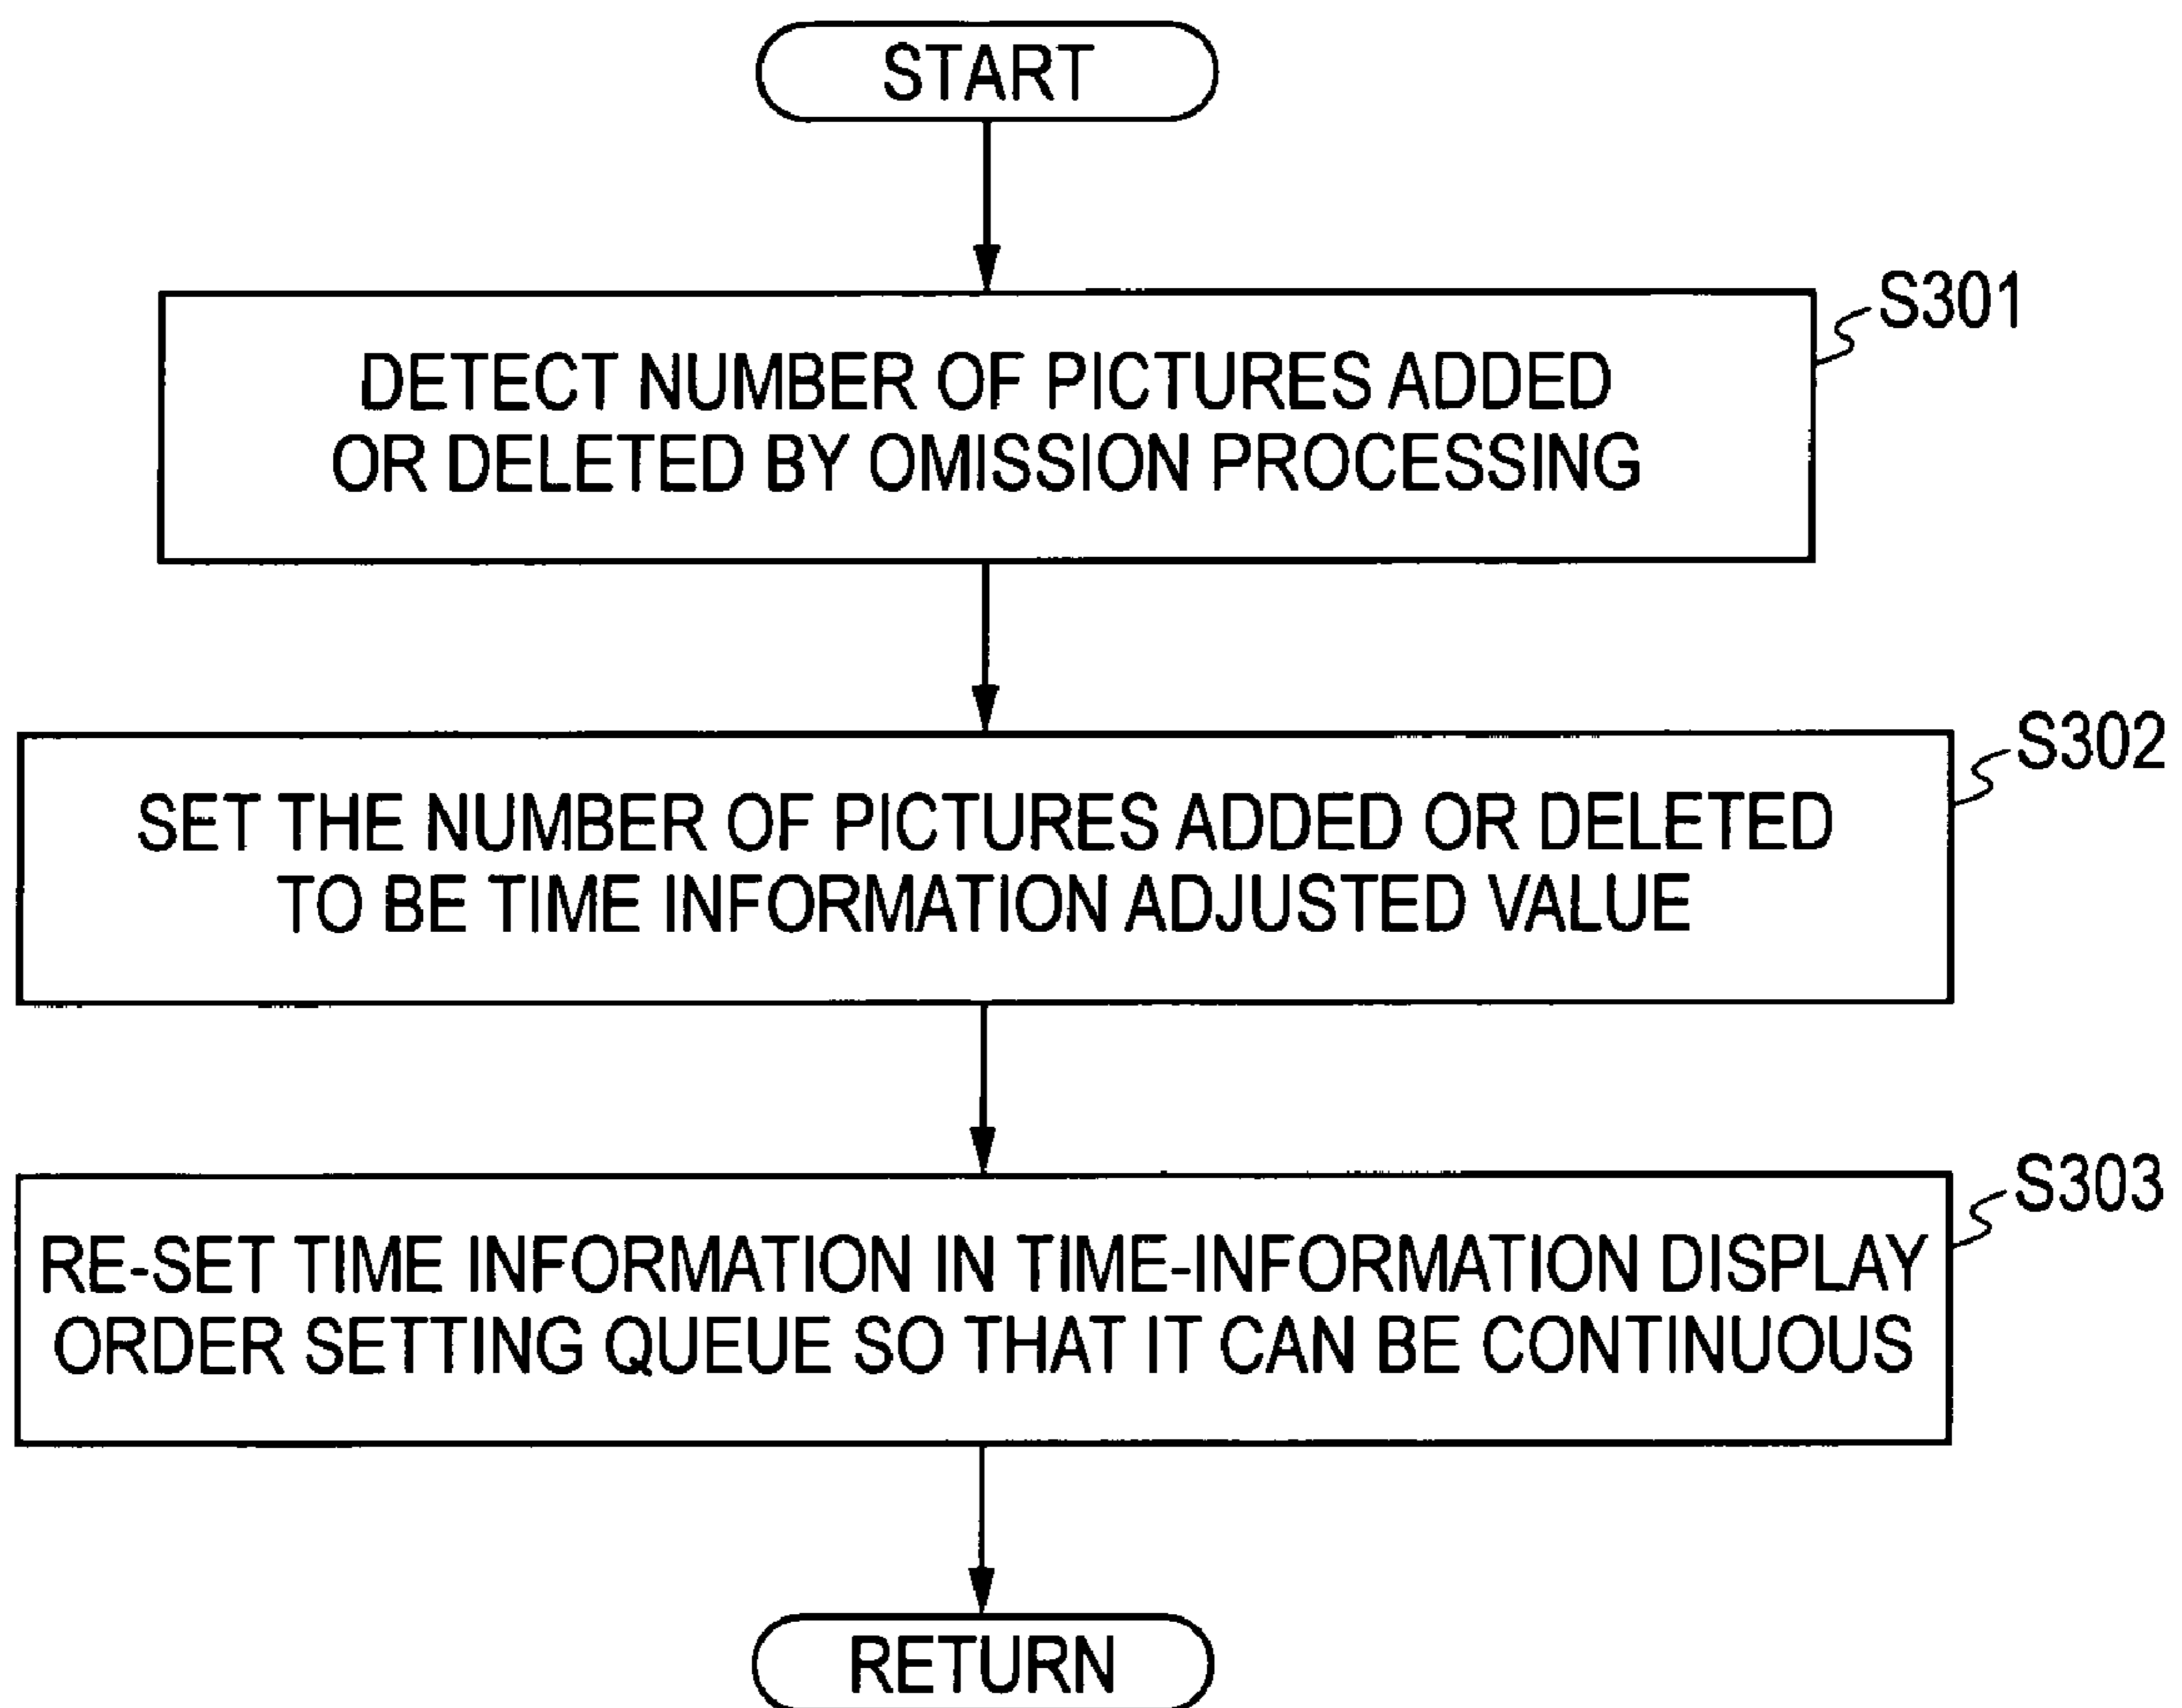 START
S301
DETECT NUMBER OF PICTURES ADDED
OR DELETED BY OMISSION PROCESSING
S302
SET THE NUMBER OF PICTURES ADDED OR DELETED
TO BE TIME INFORMATION ADJUSTED VALUE
S303
RE-SET TIME INFORMATION IN TIME-INFORMATION DISPLAY
ORDER SETTING QUEUE SO THAT IT CAN BE CONTINUOUS
RETURN